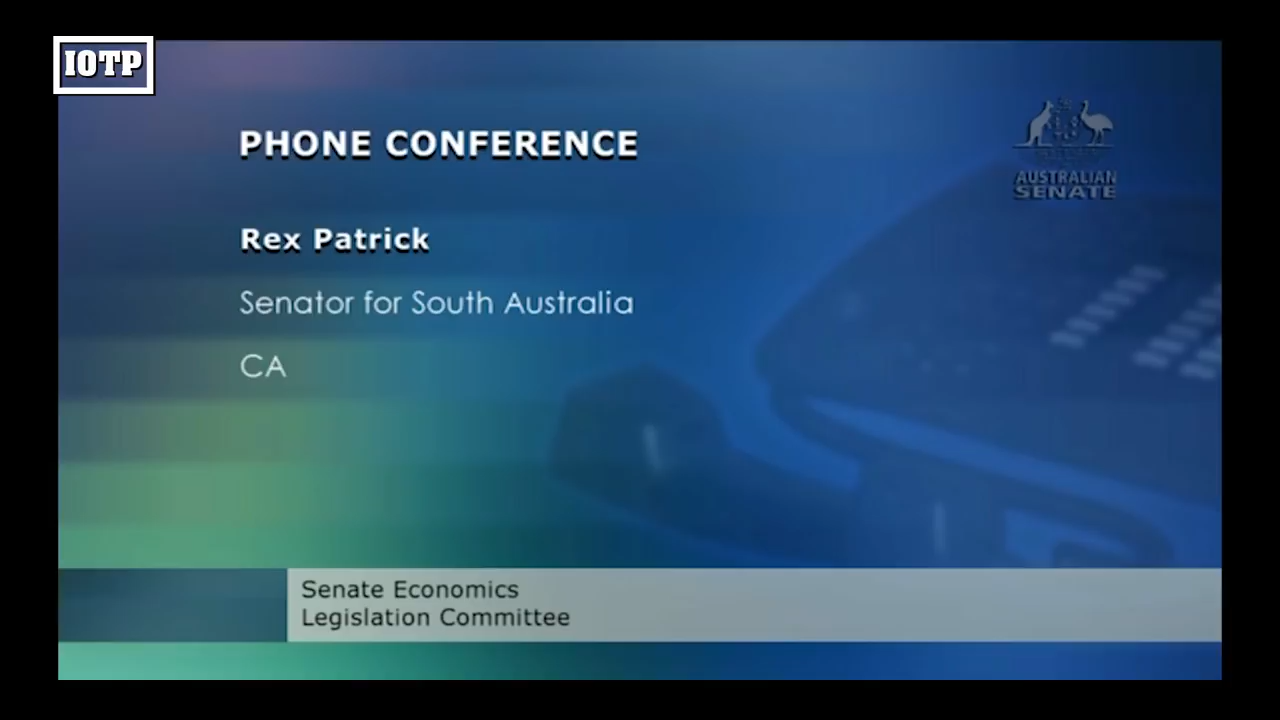 IOTP
PHONE CONFERENCE
AUSTRALIAN
SENATE
Rex Patrick
Senator for South Australia
CA
Senate Economics
Legislation Committee